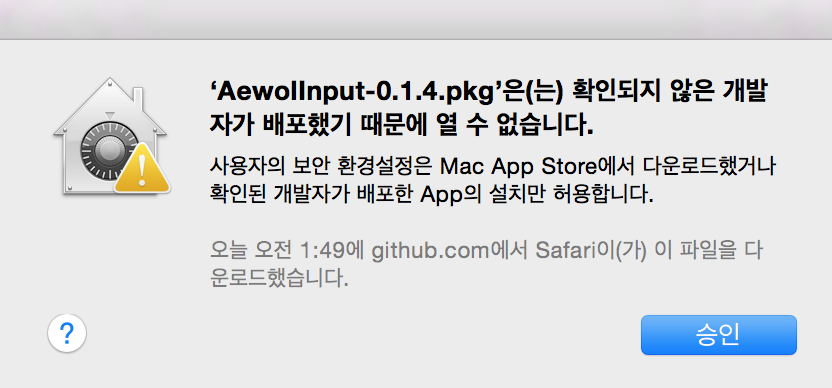 ‘AewolInput-0.1.4.pkg’은(는) 확인되지 않은 개발
자가 배포했기 때문에 열 수 없습니다.
사용자의 보안 환경설정은 Mac App Store에서 다운로드했거나
확인된 개발자가 배포한 App의 설치만 허용합니다.
오늘 오전 1:49에 github.com에서 Safari이(가) 이 파일을 다
운로드했습니다.
?
승인